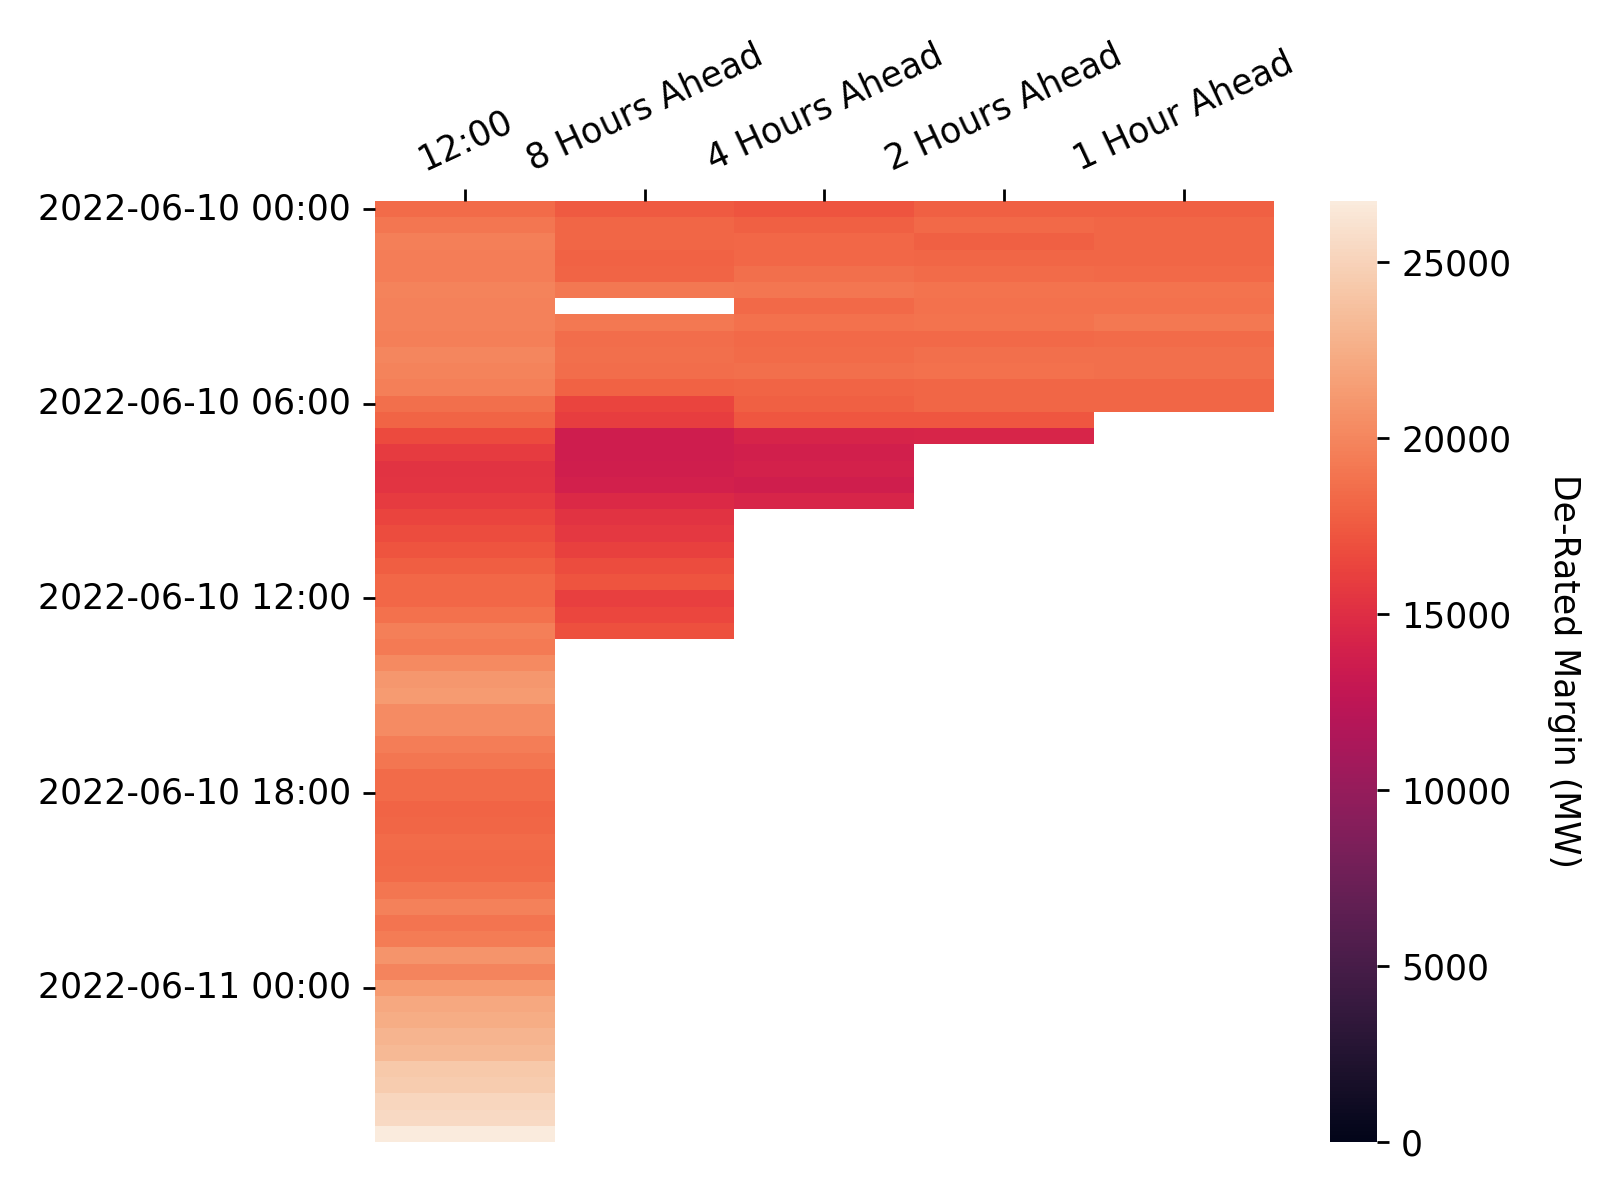 12:00
8 Hours Ahead
4 Hours Ahead
2 Hours Ahead
1 Hour Ahead
2022-06-10 00:00
2022-06-10 06:00
2022-06-10 12:00
2022-06-10 18:00
2022-06-11 00:00
25000
20000
15000
10000
5000
0
De-Rated Margin (MW)